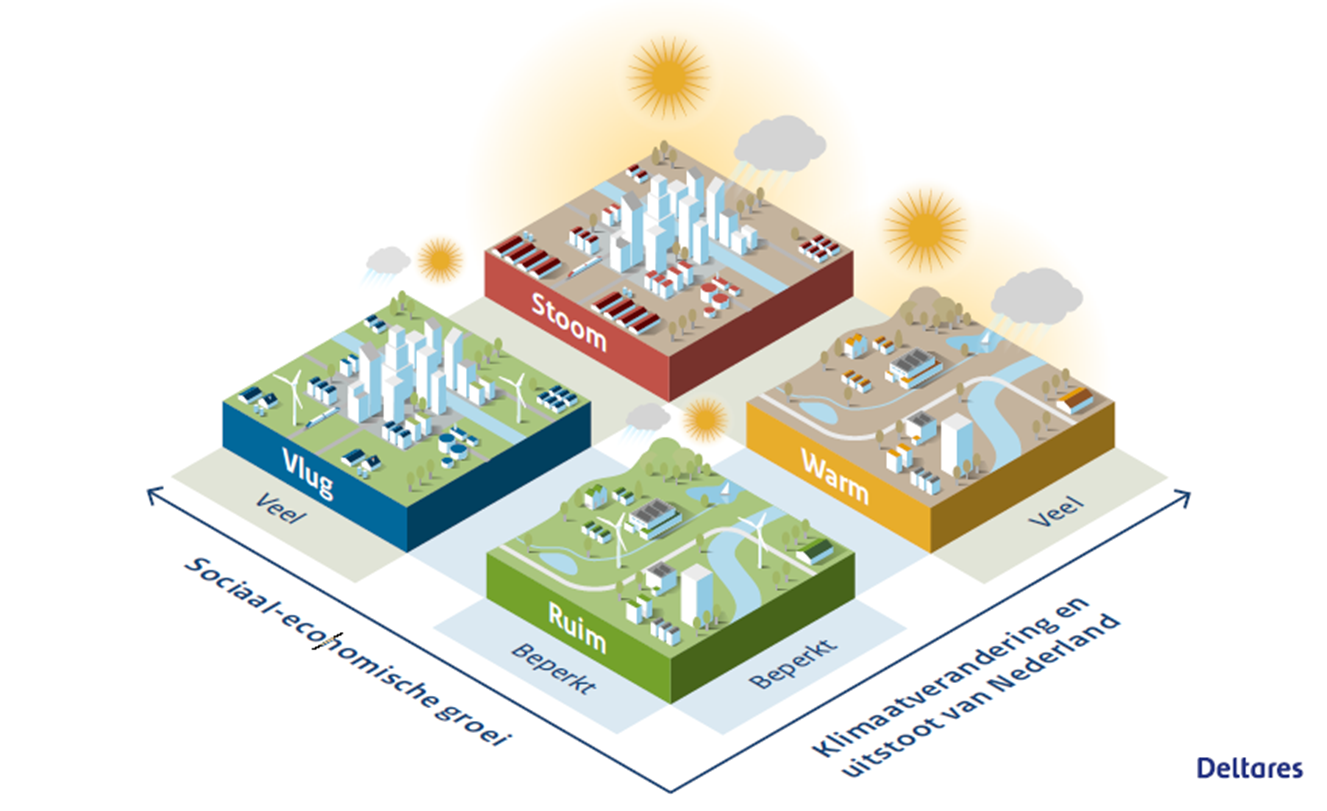 Stoom
Vlug
Warm
Ruim
Veel
Veel
Beperkt
Beperkt
Sociaal-economische groei
Klimaatverandering en
uitstoot van Nederland
Deltares